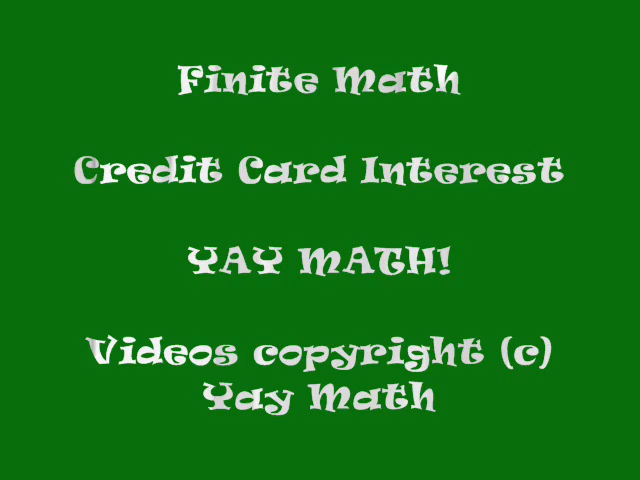 Finite Math
Credit Card Interest
YAY MATH!
Videos copyright (c)
Yay Math